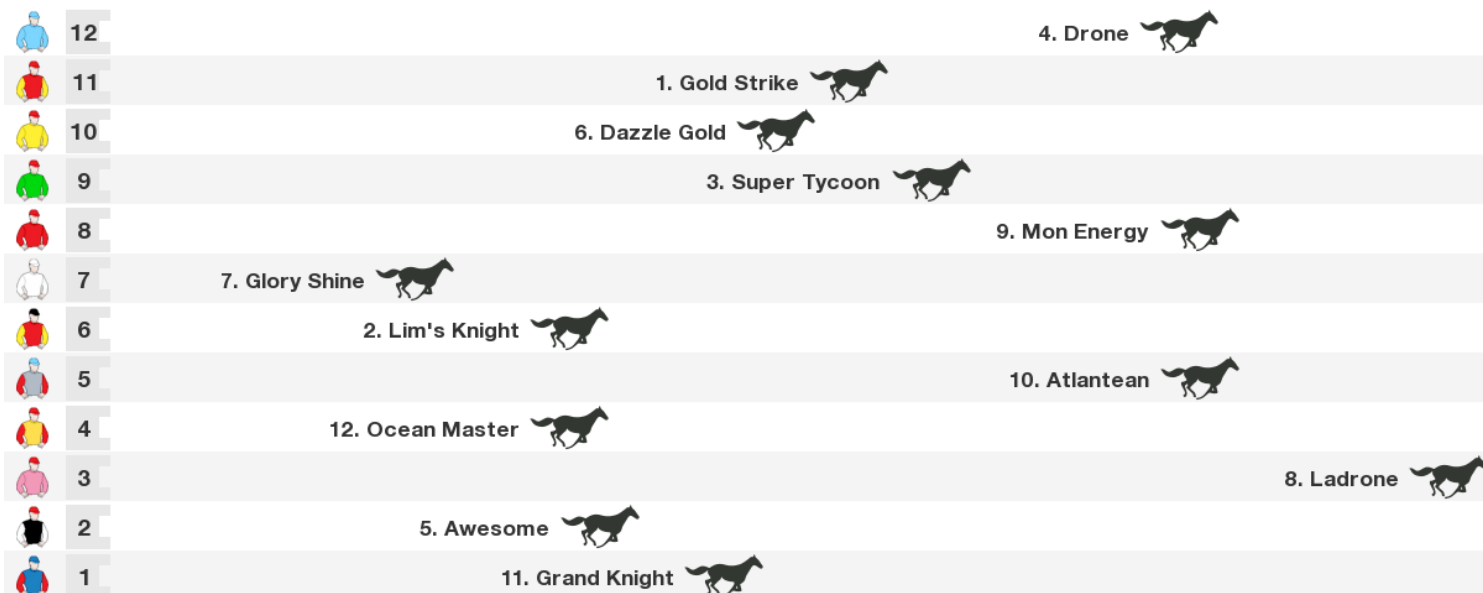 12 4. Drone
11 1. Gold Strike
10 6. Dazzle Gold
9 3. Super Tycoon
8 9. Mon Energy
7 7. Glory Shine
6 2. Lim's Knight
5 10. Atlantean
4 12. Ocean Master
3 8. Ladrone
2 5. Awesome
1 11. Grand Knight